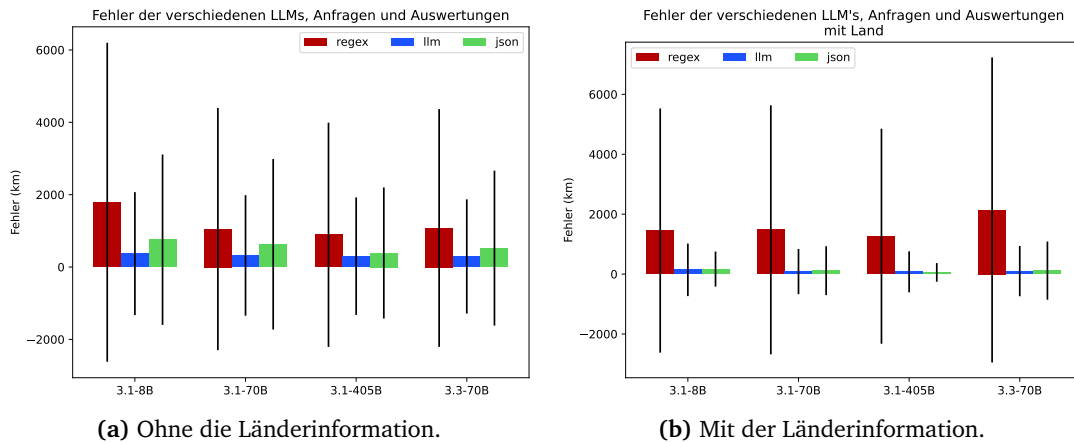 Fehler der verschiedenen LLMs, Anfragen und Auswertungen
regex llm json
Fehler (km)
6000
4000
2000
0
−2000
3.1-8B 3.1-70B 3.1-405B 3.3-70B
(a) Ohne die Länderinformation.
Fehler der verschiedenen LLM's, Anfragen und Auswertungen
mit Land
regex llm json
Fehler (km)
6000
4000
2000
0
−2000
3.1-8B 3.1-70B 3.1-405B 3.3-70B
(b) Mit der Länderinformation.